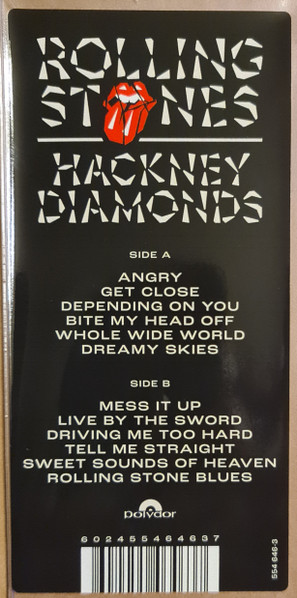 ROLLING
STONES
HACKNEY
DIAMONDS
SIDE A
ANGRY
GET CLOSE
DEPENDING ON YOU
BITE MY HEAD OFF
WHOLE WIDE WORLD
DREAMY SKIES
SIDE B
MESS IT UP
LIVE BY THE SWORD
DRIVING ME TOO HARD
TELL ME STRAIGHT
SWEET SOUNDS OF HEAVEN
ROLLING STONE BLUES
polydor
602455464637
554 646-3